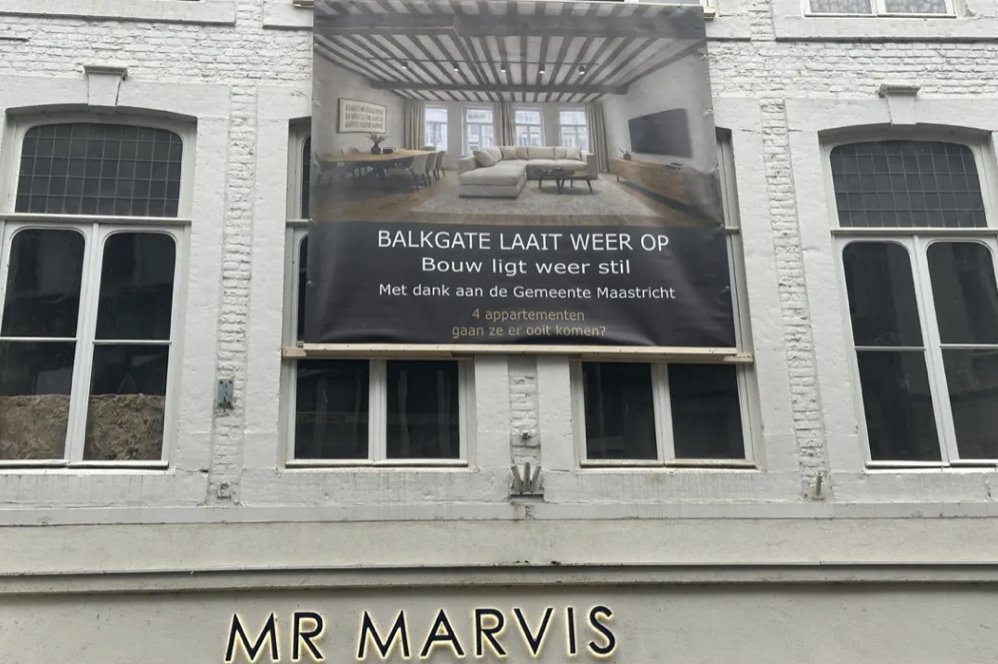 BALKGATE LAAIT WEER OP
Bouw ligt weer stil
Met dank aan de Gemeente Maastricht
4 appartementen
gaan ze er ooit komen?
MR MARVIS